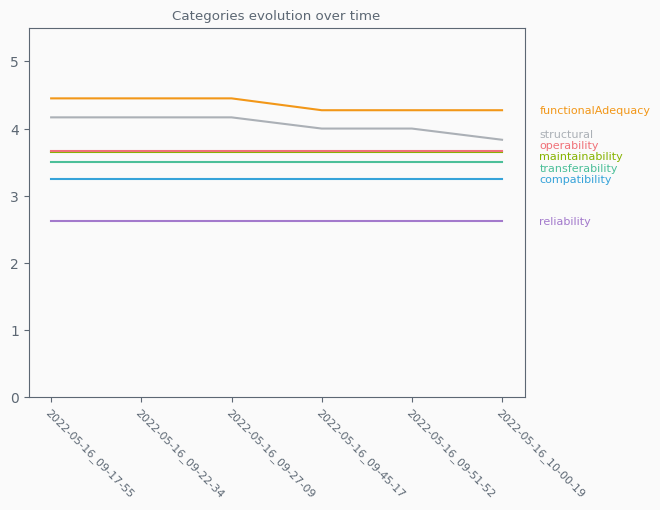 Categories evolution over time
5
4
3
2
1
0
functionalAdequacy
structural
operability
maintainability
transferability
compatibility
reliability
2022-05-16_09-17-55
2022-05-16_09-22-34
2022-05-16_09-27-09
2022-05-16_09-45-17
2022-05-16_09-51-52
2022-05-16_10-00-19